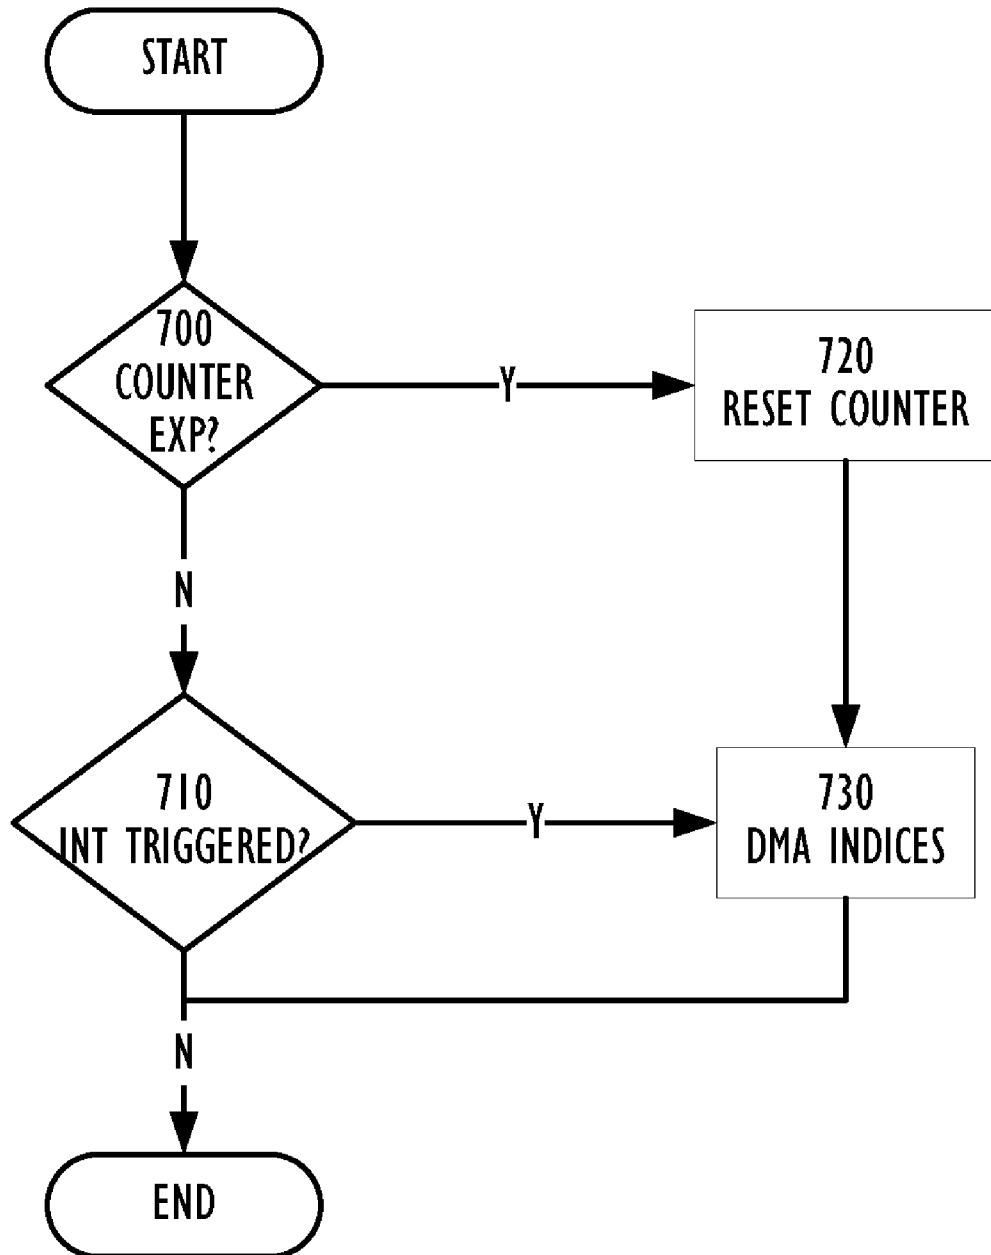 START
700
COUNTER
EXP?
Y
720
RESET COUNTER
N
710
INT TRIGGERED?
Y
730
DMA INDICES
N
END